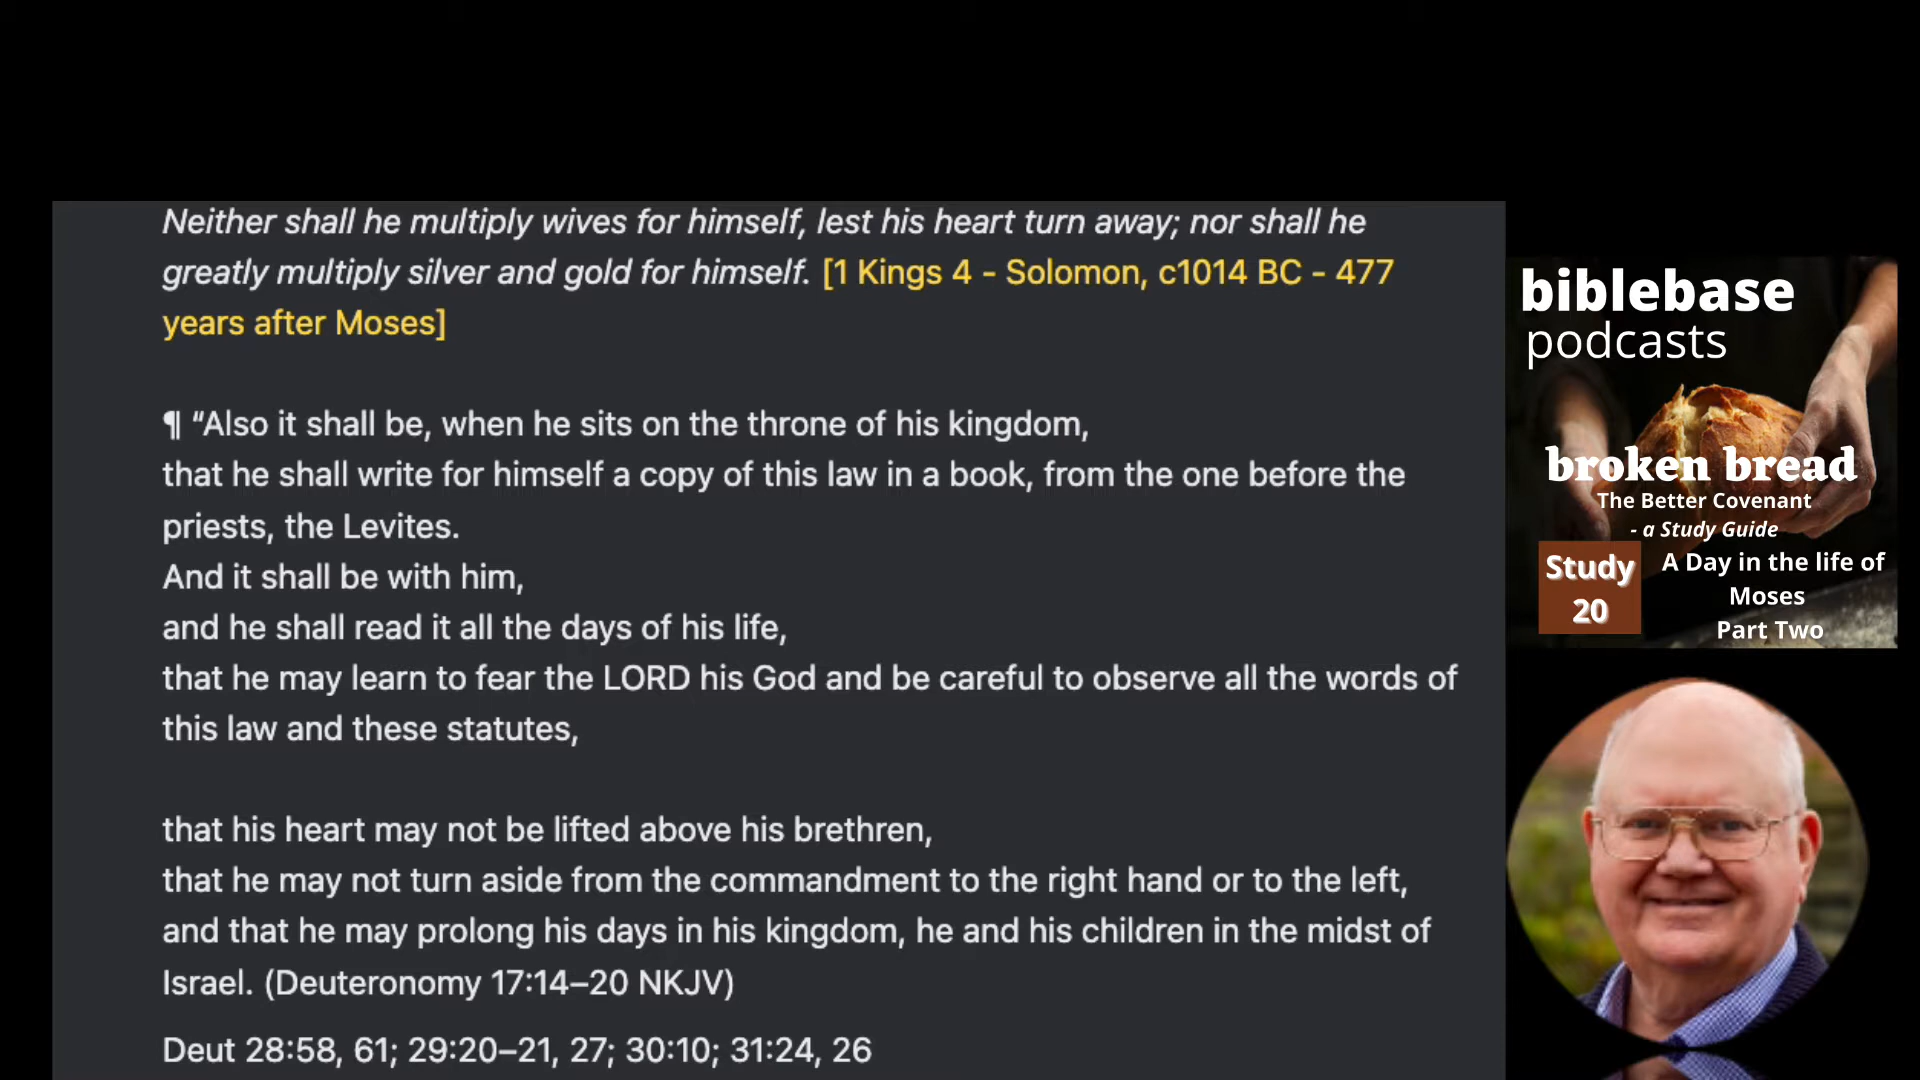 Neither shall he multiply wives for himself, lest his heart turn away; nor shall he
greatly multiply silver and gold for himself. [1 Kings 4 - Solomon, c1014 BC - 477
years after Moses]
¶ “Also it shall be, when he sits on the throne of his kingdom,
that he shall write for himself a copy of this law in a book, from the one before the
priests, the Levites.
And it shall be with him,
and he shall read it all the days of his life,
that he may learn to fear the LORD his God and be careful to observe all the words of
this law and these statutes,
that his heart may not be lifted above his brethren,
that he may not turn aside from the commandment to the right hand or to the left,
and that he may prolong his days in his kingdom, he and his children in the midst of
Israel. (Deuteronomy 17:14–20 NKJV)
Deut 28:58, 61; 29:20–21, 27; 30:10; 31:24, 26
biblebase
podcasts
broken bread
The Better Covenant
- a Study Guide
Study
20
A Day in the life of
Moses
Part Two